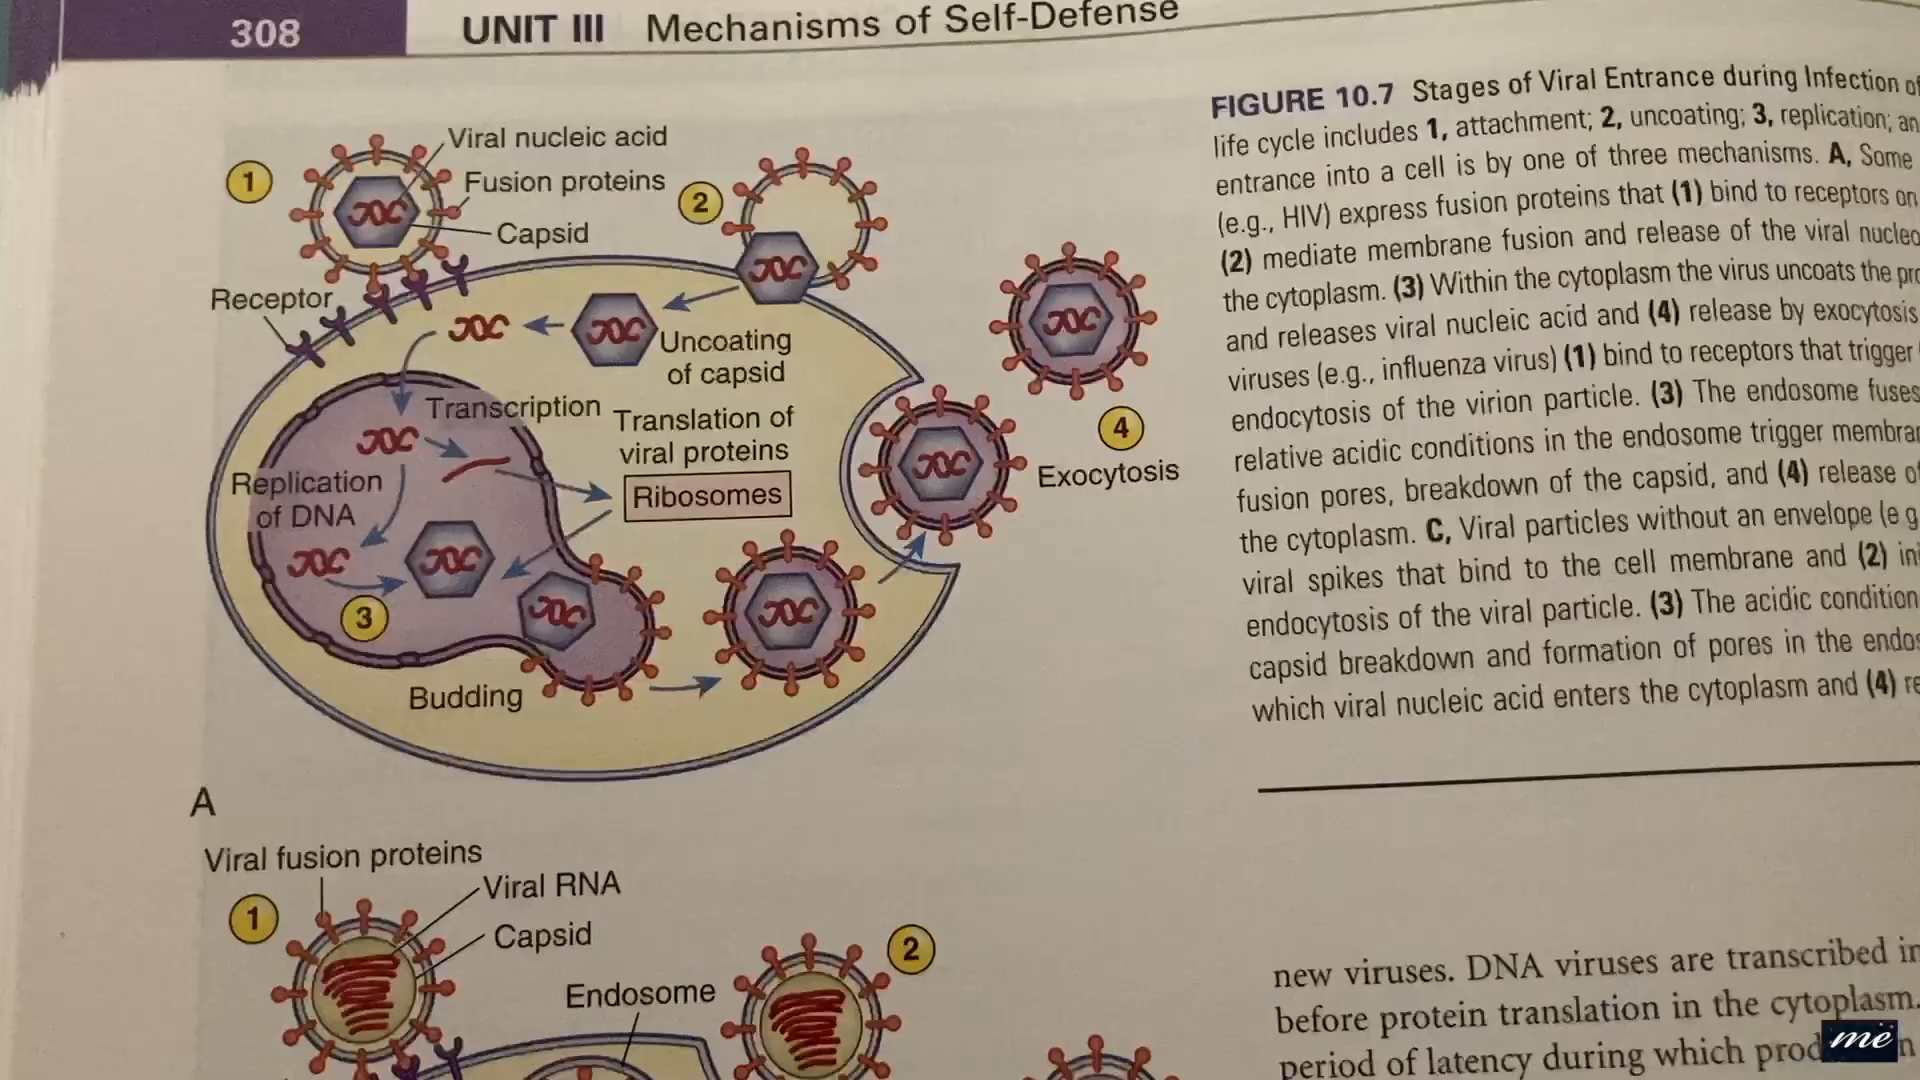 308
UNIT III Mechanisms of Self-Defense
1
Viral nucleic acid
Fusion proteins
Capsid
2
Receptor
Uncoating
of capsid
Transcription
Translation of
viral proteins
Ribosomes
Replication
of DNA
3
Budding
4
Exocytosis
A
Viral fusion proteins
1
Viral RNA
Capsid
2
Endosome
FIGURE 10.7 Stages of Viral Entrance during Infection of
life cycle includes 1, attachment; 2, uncoating; 3, replication;
entrance into a cell is by one of three mechanisms. A, Some
(e.g., HIV) express fusion proteins that (1) bind to receptors on
(2) mediate membrane fusion and release of the viral
the cytoplasm. (3) Within the cytoplasm the virus uncoats the
and releases viral nucleic acid and (4) release by exocytosis
viruses (e.g., influenza virus) (1) bind to receptors that trigger
endocytosis of the virion particle. (3) The endosome fuses
relative acidic conditions in the endosome trigger
fusion pores, breakdown of the capsid, and (4) release of
the cytoplasm. C, Viral particles without an envelope
viral spikes that bind to the cell membrane and (2)
endocytosis of the viral particle. (3) The acidic condition
capsid breakdown and formation of pores in the
which viral nucleic acid enters the cytoplasm and (4)
new viruses. DNA viruses are transcribed in
before protein translation in the cytoplasm.
period of latency during which
me